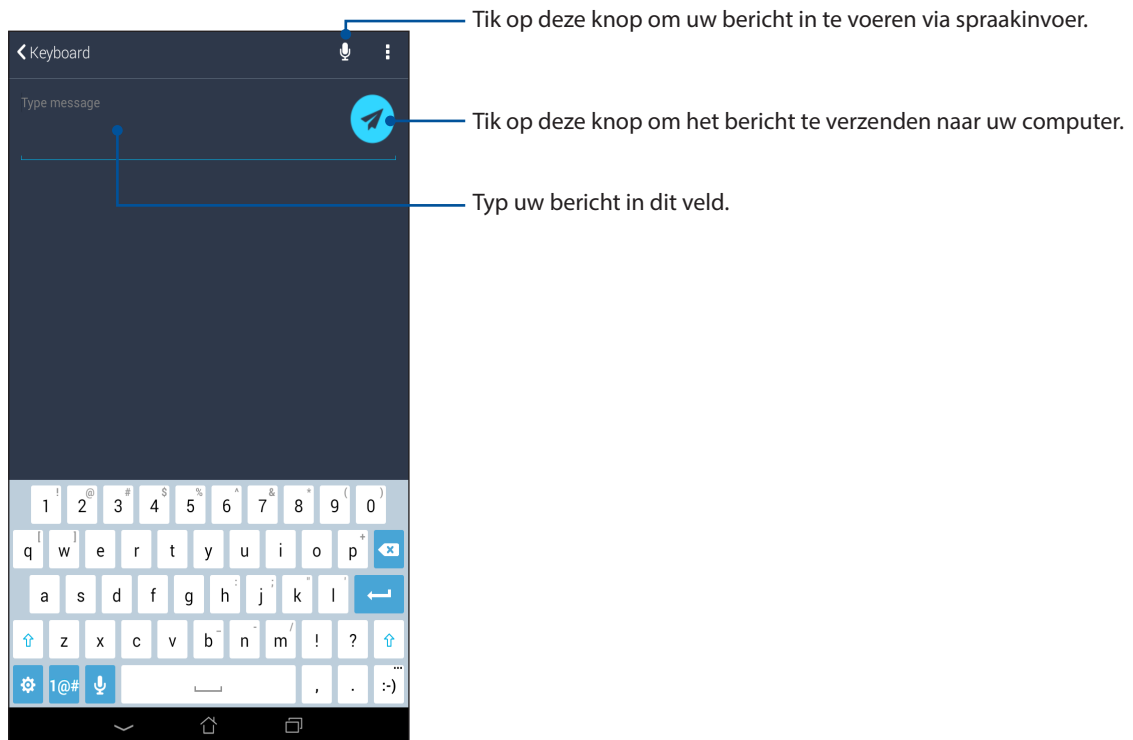 Tik op deze knop om uw bericht in te voeren via spraakinvoer.
Keyboard
Type message
Tik op deze knop om het bericht te verzenden naar uw computer.
Typ uw bericht in dit veld.
! @ # $ % ^ & * ( )
1 2 3 4 5 6 7 8 9 0
[ ] +
q w e r t y u i o p
: ; " '
a s d f g h j k l
_ - /
z x c v b n m ! ?
1@# , . :-)